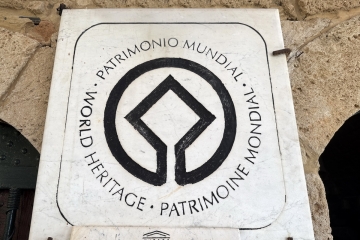 PATRIMONIO MUNDIAL •
WORLD HERITAGE •
PATRIMOINE MONDIAL •